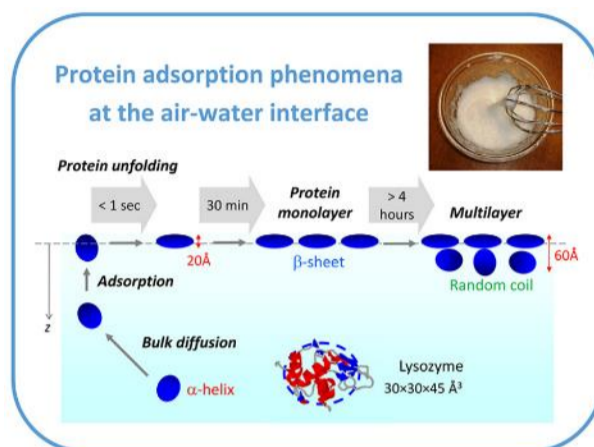 Protein adsorption phenomena
at the air-water interface
Protein unfolding
< 1 sec
30 min
Protein
monolayer
> 4
hours
Multilayer
20Å
β-sheet
60Å
Random coil
Adsorption
z
Bulk diffusion
α-helix
Lysozyme
30×30×45 Å³